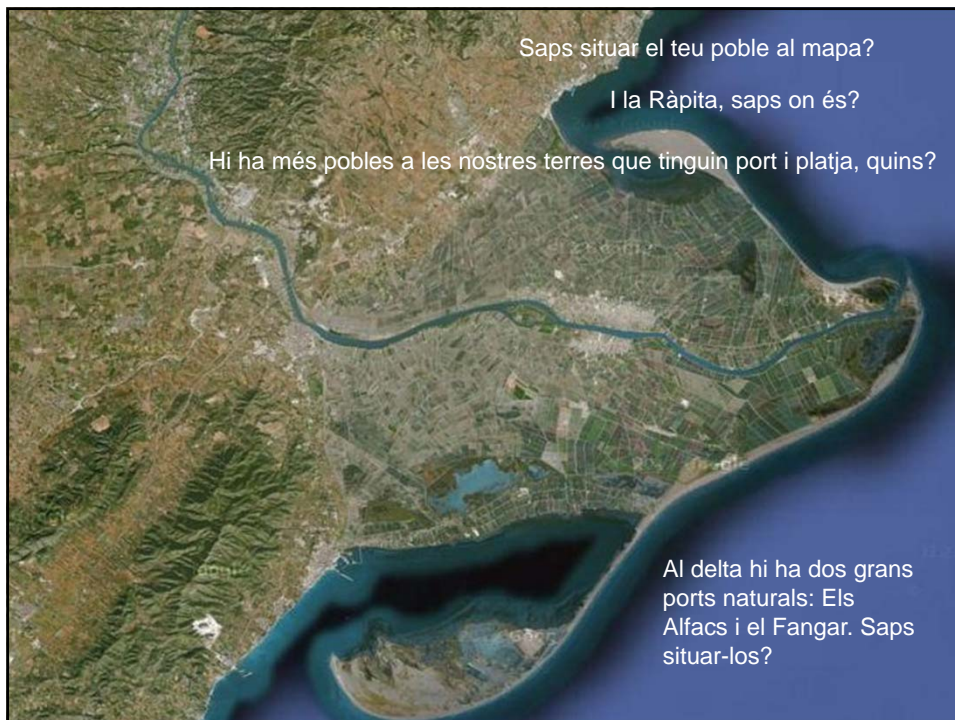 Saps situar el teu poble al mapa?
I la Ràpita, saps on és?
Hi ha més pobles a les nostres terres que tinguin port i platja, quins?
Al delta hi ha dos grans
ports naturals: Els
Alfacs i el Fangar. Saps
situar-los?